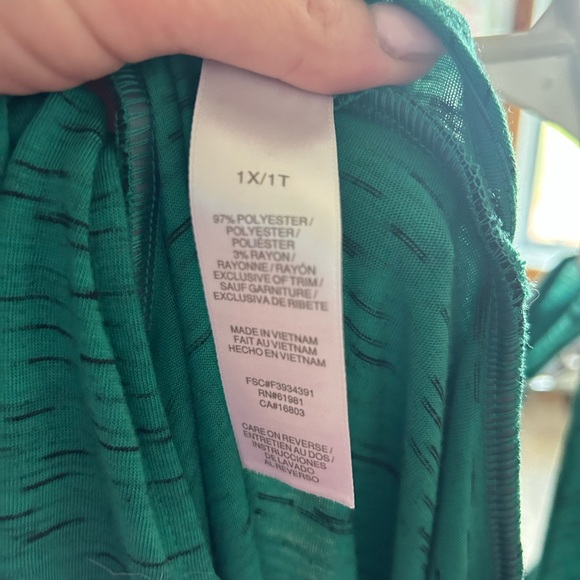 1X/1T
97% POLYESTER/
POLYESTER/
POLIÉSTER
3% RAYON/
RAYONNE/RAYÓN
EXCLUSIVE OF TRIM/
SAUF GARNITURE/
EXCLUSIVA DE RIBETE
MADE IN VIETNAM
FAIT AU VIETNAM
HECHO EN VIETNAM
FSC#F3934391
RN#61981
CA#16803
CARE ON REVERSE/
ENTRETIEN AU DOS/
INSTRUCCIONES
DE LAVADO
AL REVERSO